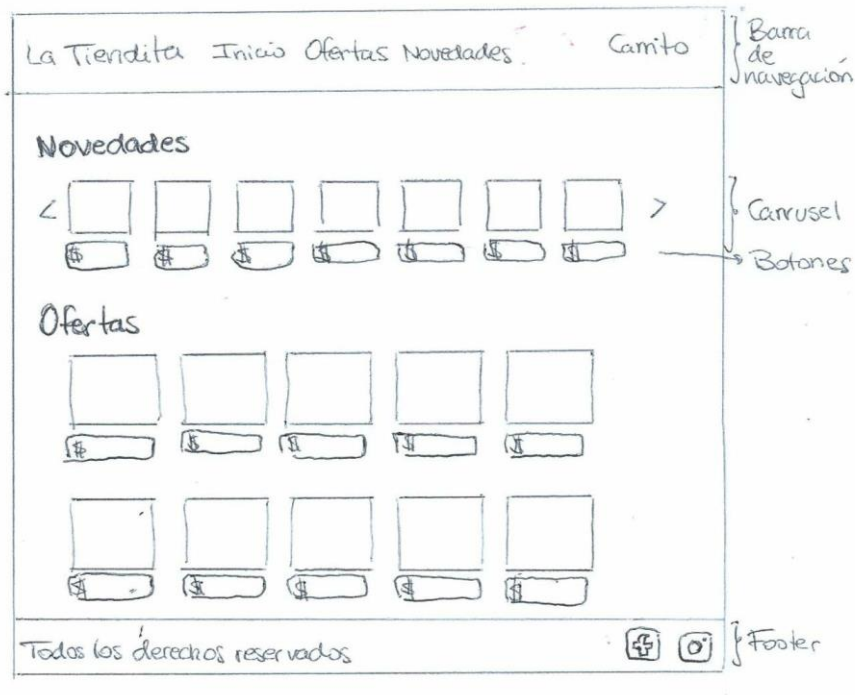 La Tiendita Inicio Ofertas Novedades Carrito
Barra
de
navegación
Novedades
< >
Carrusel
$ $ $ $ $ $ $
Botones
Ofertas
$ $ $ $ $
$ $ $ $ $
Todos los derechos reservados
f
Footer